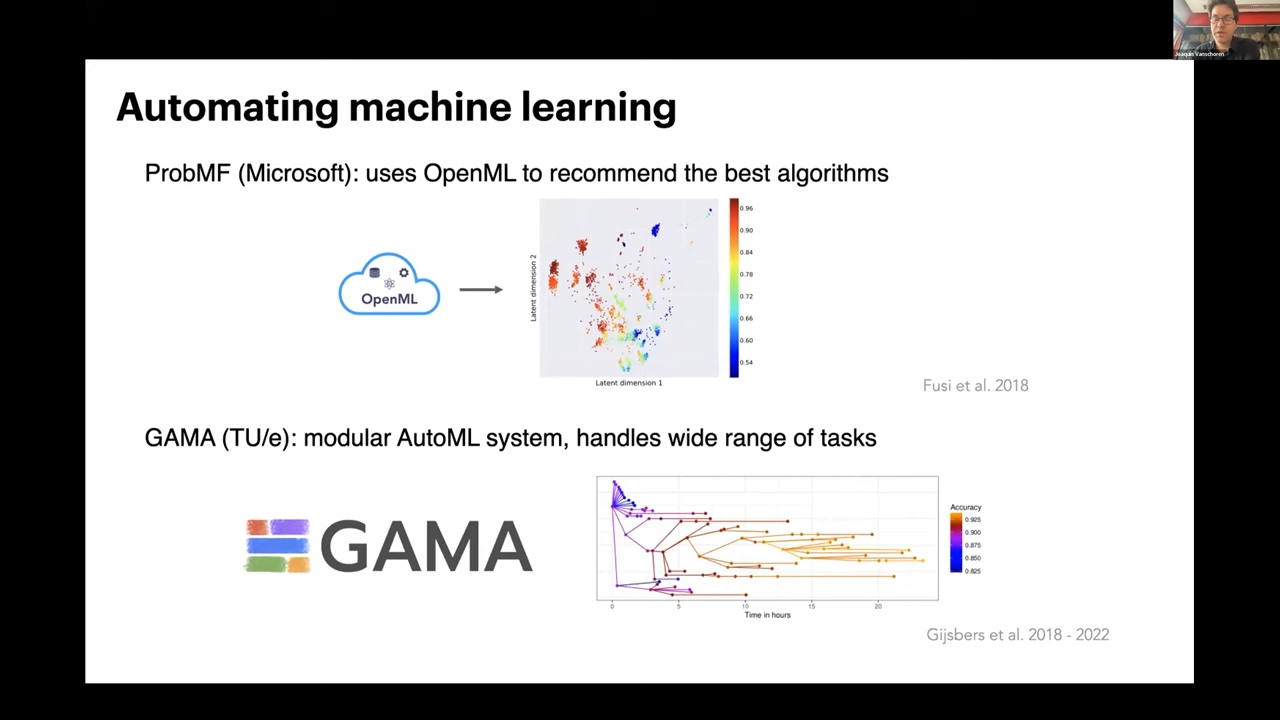 Joaquin Vanschoren
Automating machine learning
ProbMF (Microsoft): uses OpenML to recommend the best algorithms
OpenML
Latent dimension 2
0.96
0.90
0.84
0.78
0.72
0.66
0.60
0.54
Latent dimension 1
Fusi et al. 2018
GAMA (TU/e): modular AutoML system, handles wide range of tasks
GAMA
Accuracy
0.925
0.900
0.875
0.850
0.825
0 5 10 15 20
Time in hours
Gijsbers et al. 2018 - 2022